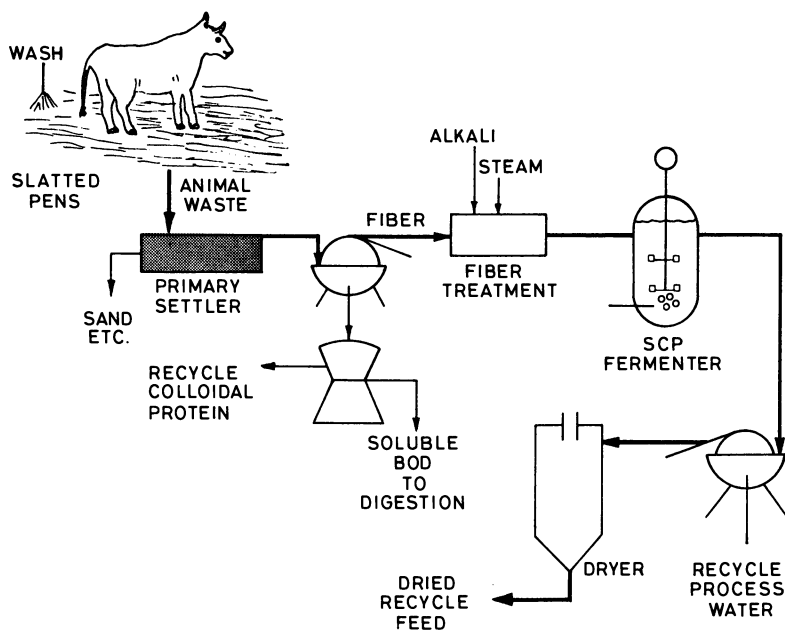 WASH
SLATTED
PENS
ANIMAL
WASTE
PRIMARY
SETTLER
SAND
ETC.
FIBER
ALKALI
STEAM
FIBER
TREATMENT
SCP
FERMENTER
RECYCLE
COLLOIDAL
PROTEIN
SOLUBLE
BOD
TO
DIGESTION
DRYER
DRIED
RECYCLE
FEED
RECYCLE
PROCESS
WATER